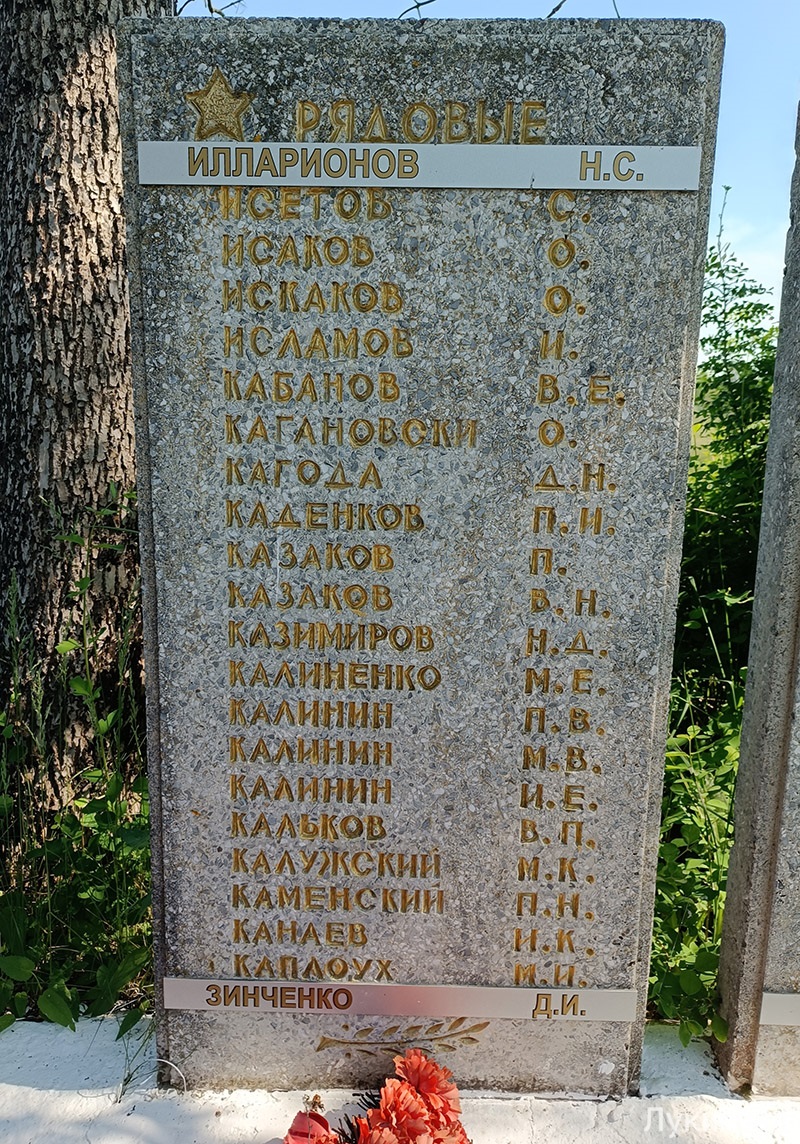 РЯДОВЫЕ
ИЛЛАРИОНОВ Н.С.
ИСЕТОВ С.
ИСАКОВ О.
ИСКАКОВ О.
ИСЛАМОВ И.
КАБАНОВ В.Е.
КАГАНОВСКИ О.
КАГОДА Д.Н.
КАДЕНКОВ П.И.
КАЗАКОВ П.
КАЗАКОВ В.Н.
КАЗИМИРОВ Н.Д.
КАЛИНЕНКО М.Е.
КАЛИНИН П.В.
КАЛИНИН М.В.
КАЛИНИН И.Е.
КАЛЬКОВ В.П.
КАЛУЖСКИЙ М.К.
КАМЕНСКИЙ П.Н.
КАНАЕВ И.К.
КАПЛОУХ М.И.
ЗИНЧЕНКО Д.И.